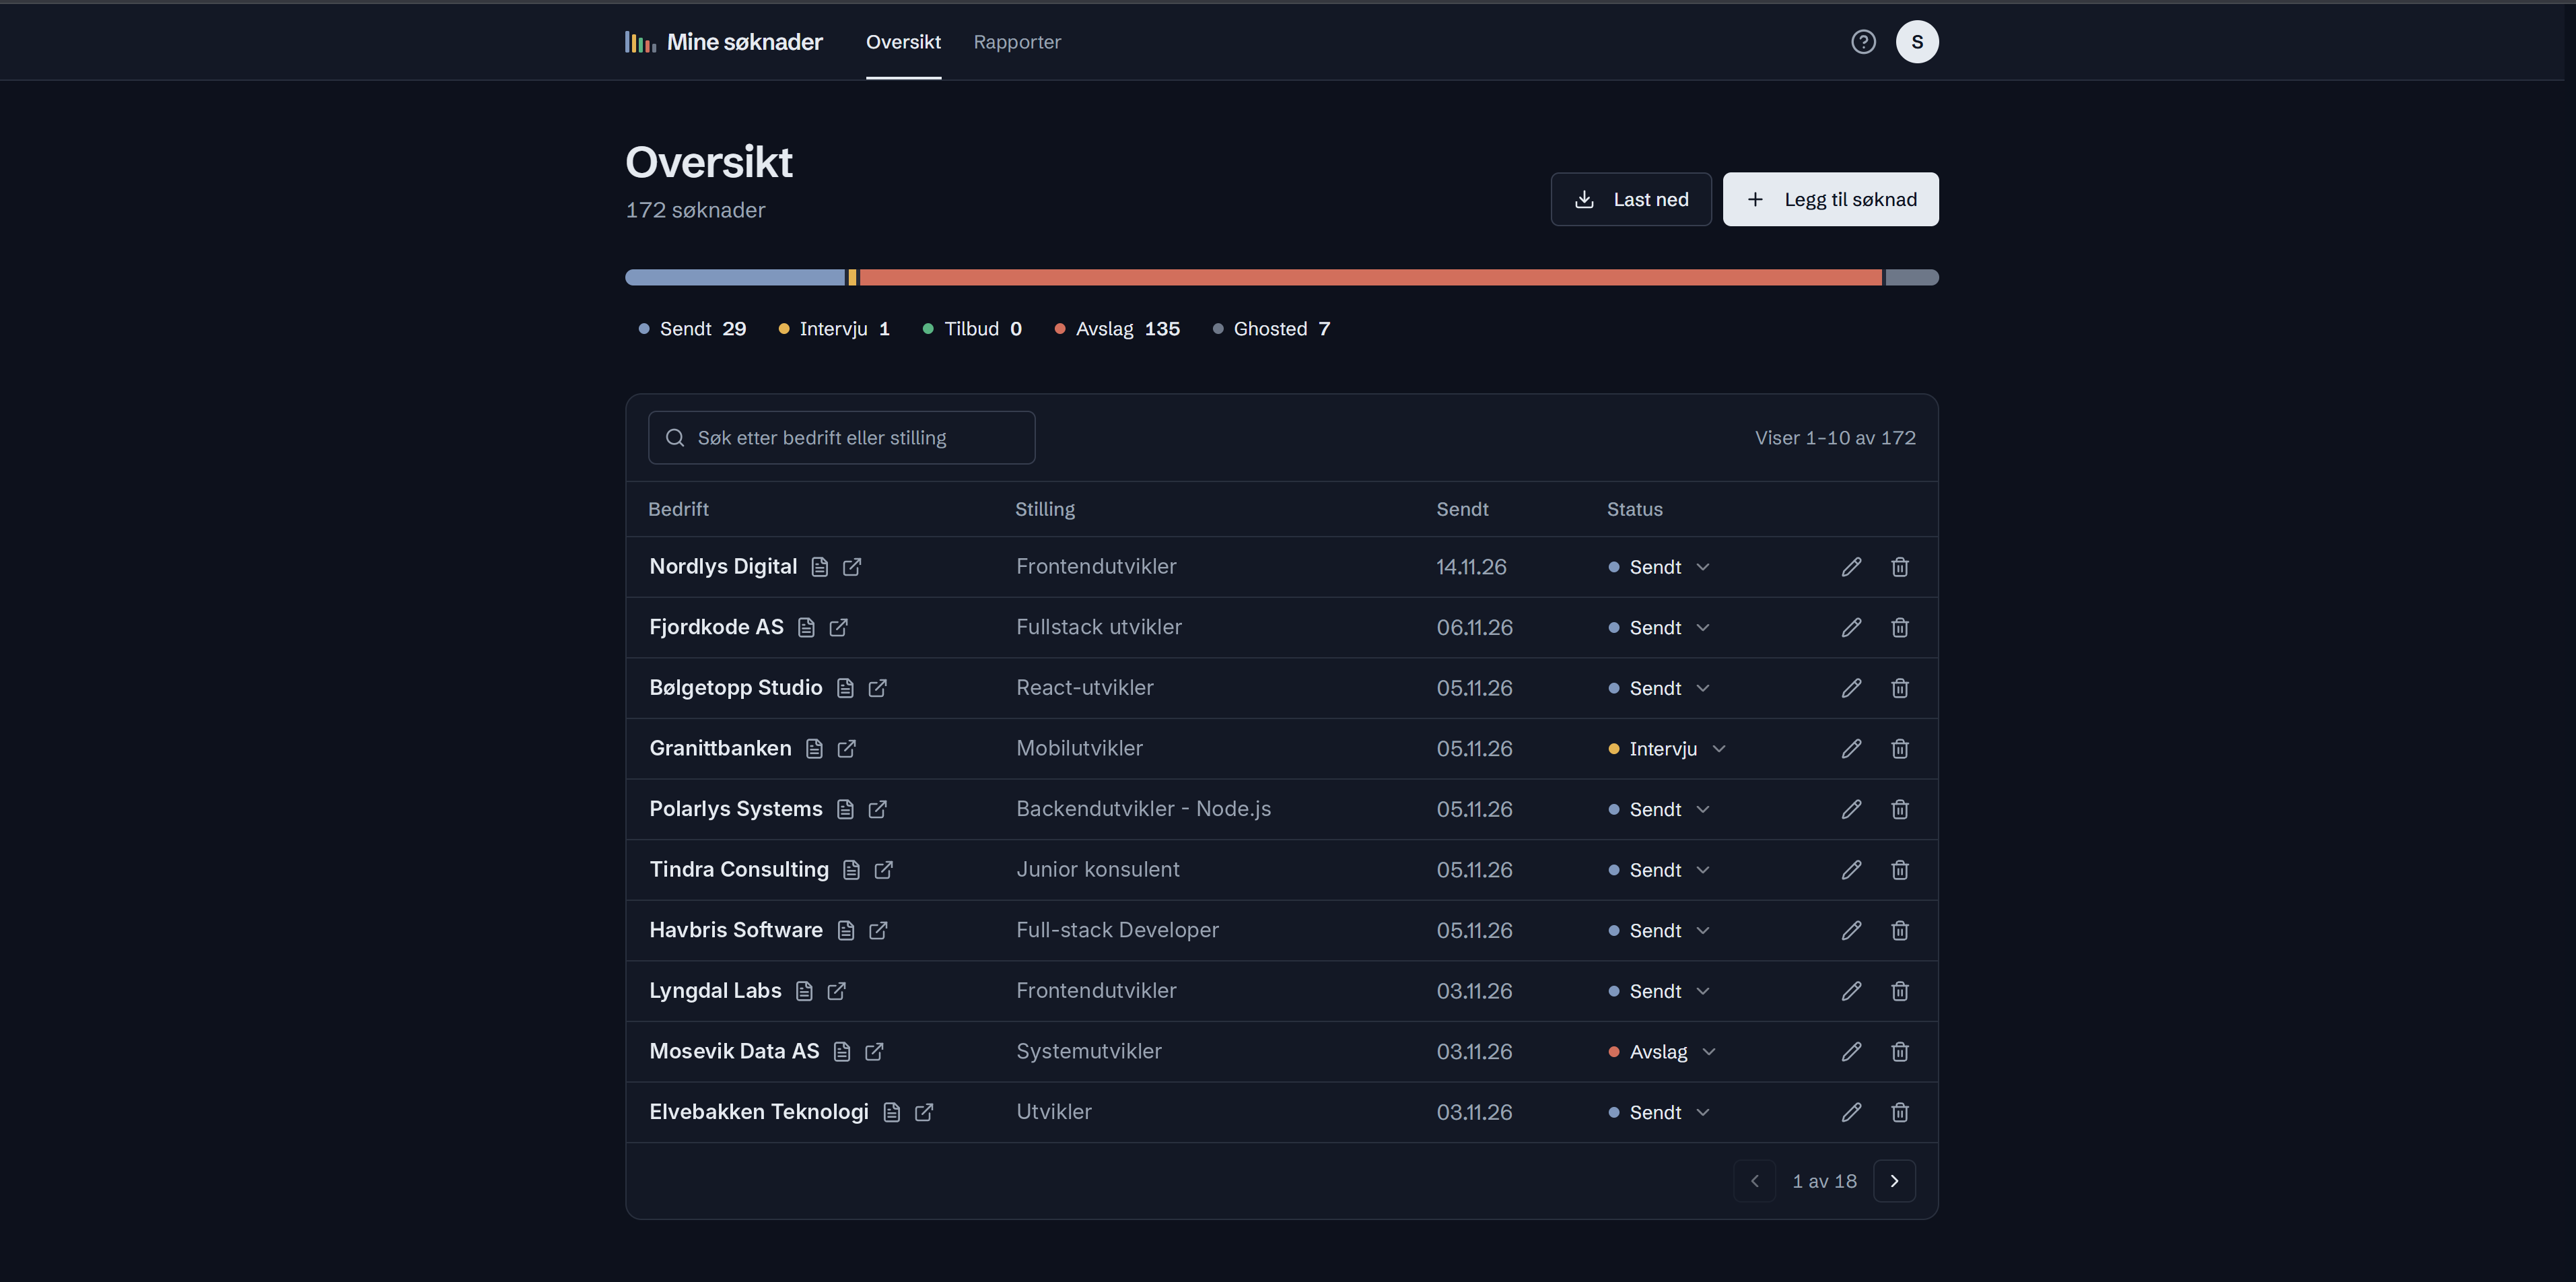 Mine søknader Oversikt Rapporter S
Oversikt
172 søknader
Last ned Legg til søknad
Sendt 29 Intervju 1 Tilbud 0 Avslag 135 Ghosted 7
Søk etter bedrift eller stilling Viser 1–10 av 172
Bedrift Stilling Sendt Status
Nordlys Digital Frontendutvikler 14.11.26 Sendt
Fjordkode AS Fullstack utvikler 06.11.26 Sendt
Bølgetopp Studio React-utvikler 05.11.26 Sendt
Granittbanken Mobilutvikler 05.11.26 Intervju
Polarlys Systems Backendutvikler - Node.js 05.11.26 Sendt
Tindra Consulting Junior konsulent 05.11.26 Sendt
Havbris Software Full-stack Developer 05.11.26 Sendt
Lyngdal Labs Frontendutvikler 03.11.26 Sendt
Mosevik Data AS Systemutvikler 03.11.26 Avslag
Elvebakken Teknologi Utvikler 03.11.26 Sendt
1 av 18